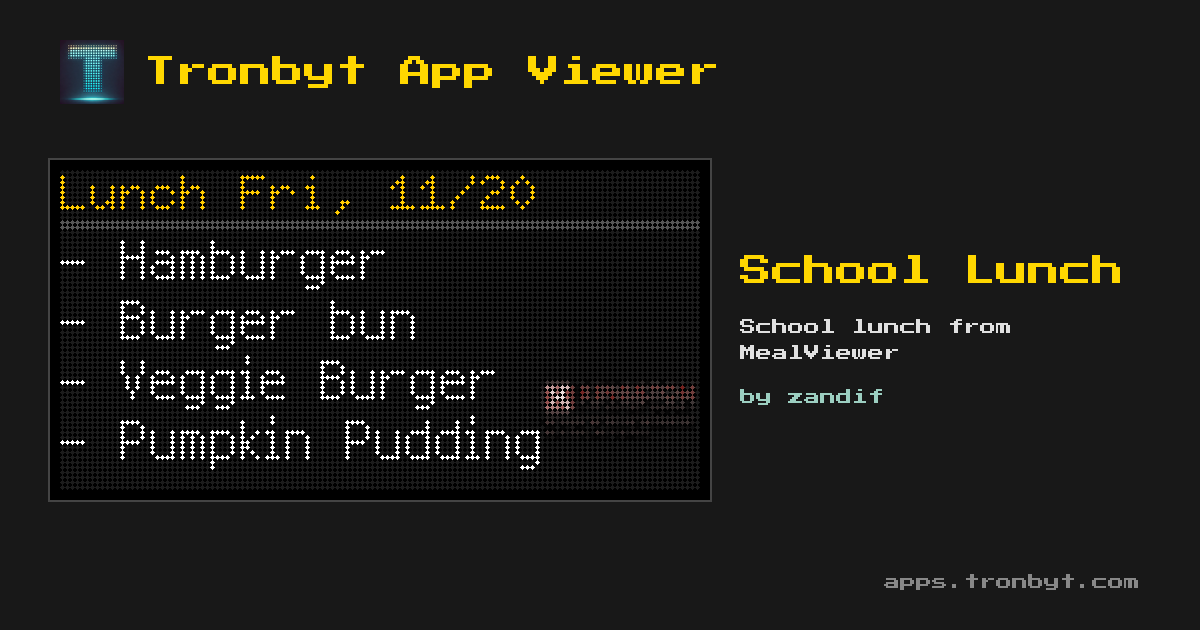 T
Tronbyt App Viewer
Lunch Fri, 11/20
- Hamburger
- Burger bun
- Veggie Burger
- Pumpkin Pudding
School Lunch
School lunch from
MealViewer
by zandif
apps.tronbyt.com